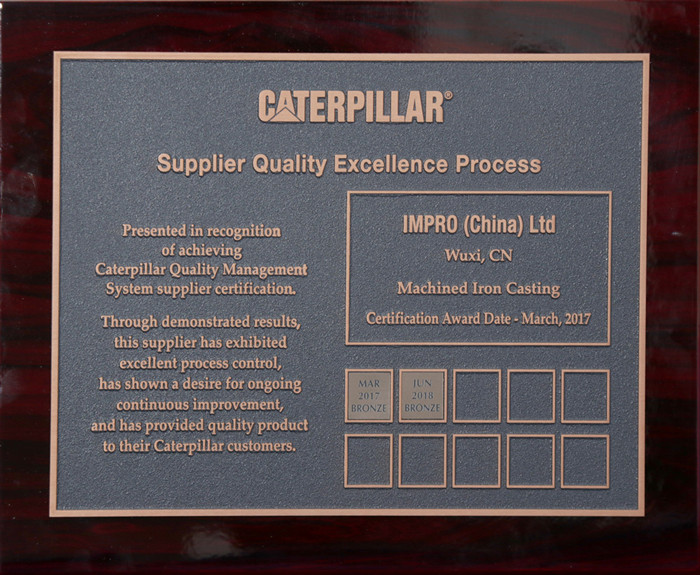 CATERPILLAR®
Supplier Quality Excellence Process
Presented in recognition
of achieving
Caterpillar Quality Management
System supplier certification.
Through demonstrated results,
this supplier has exhibited
excellent process control,
has shown a desire for ongoing
continuous improvement,
and has provided quality product
to their Caterpillar customers.
IMPRO (China) Ltd
Wuxi, CN
Machined Iron Casting
Certification Award Date - March, 2017
MAR
2017
BRONZE
JUN
2018
BRONZE